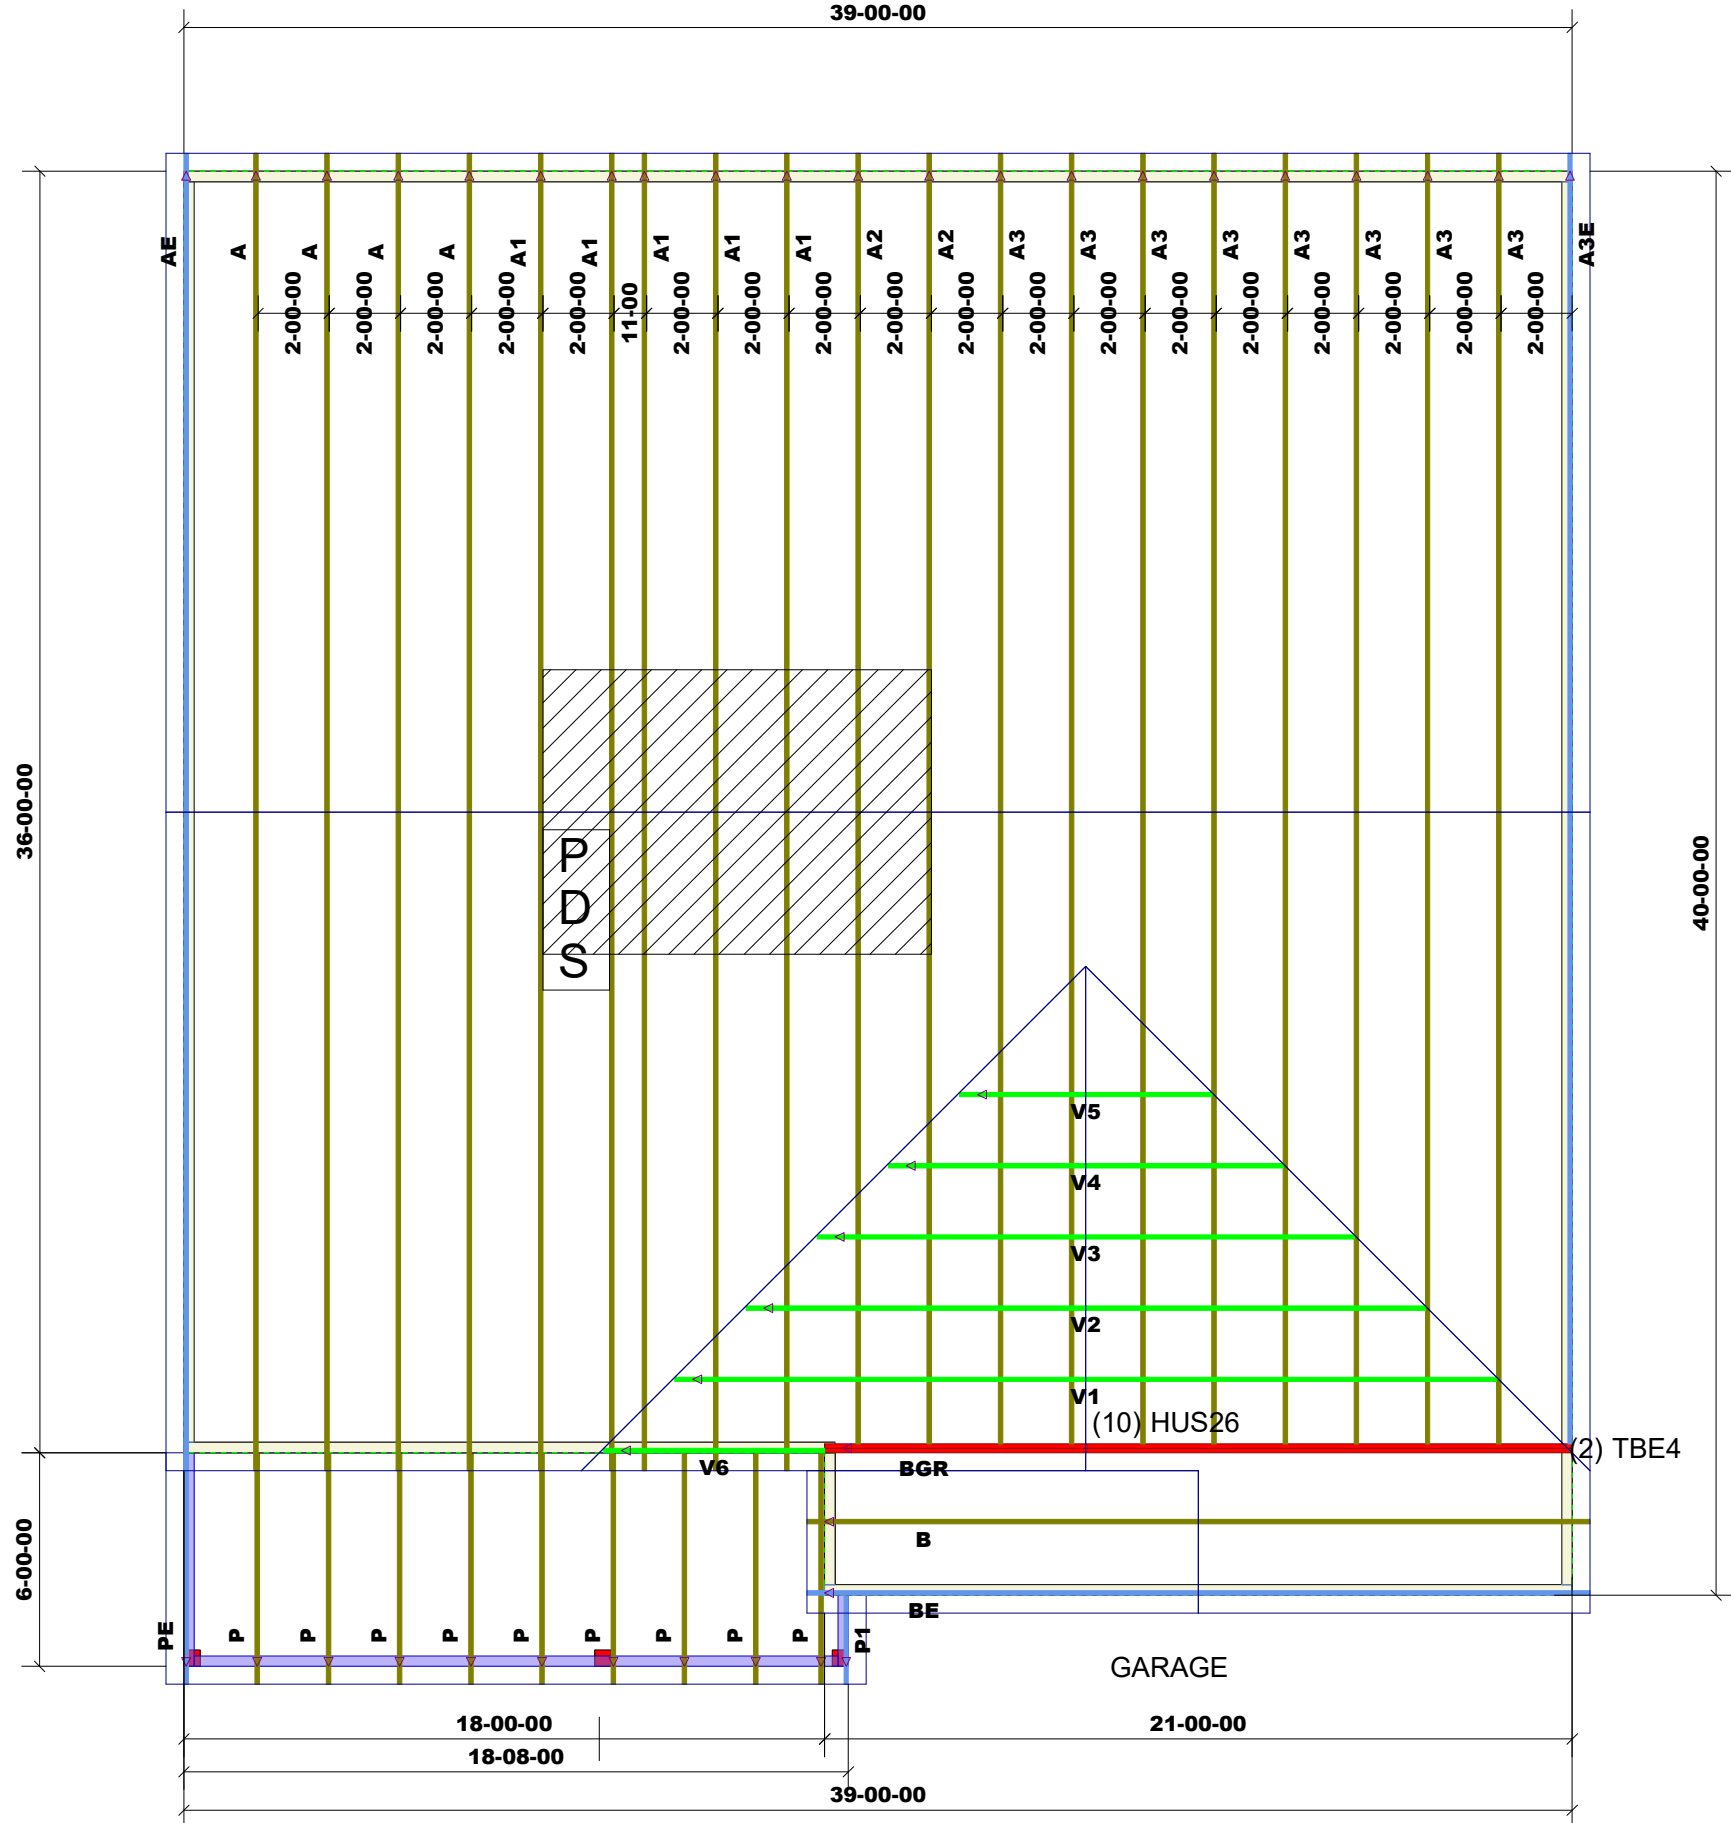 39-00-00
AE
A
A
A
A
A1
A1
A1
A1
A1
A2
A2
A3
A3
A3
A3
A3
A3
A3
A3
A3E
2-00-00
2-00-00
2-00-00
2-00-00
2-00-00
11-00
2-00-00
2-00-00
2-00-00
2-00-00
2-00-00
2-00-00
2-00-00
2-00-00
2-00-00
2-00-00
2-00-00
2-00-00
2-00-00
36-00-00
40-00-00
P
D
S
V5
V4
V3
V2
V1
(10) HUS26
(2) TBE4
V6
BGR
B
6-00-00
BE
PE
P
P
P
P
P
P
P
P
P
P1
GARAGE
18-00-00
21-00-00
18-08-00
39-00-00